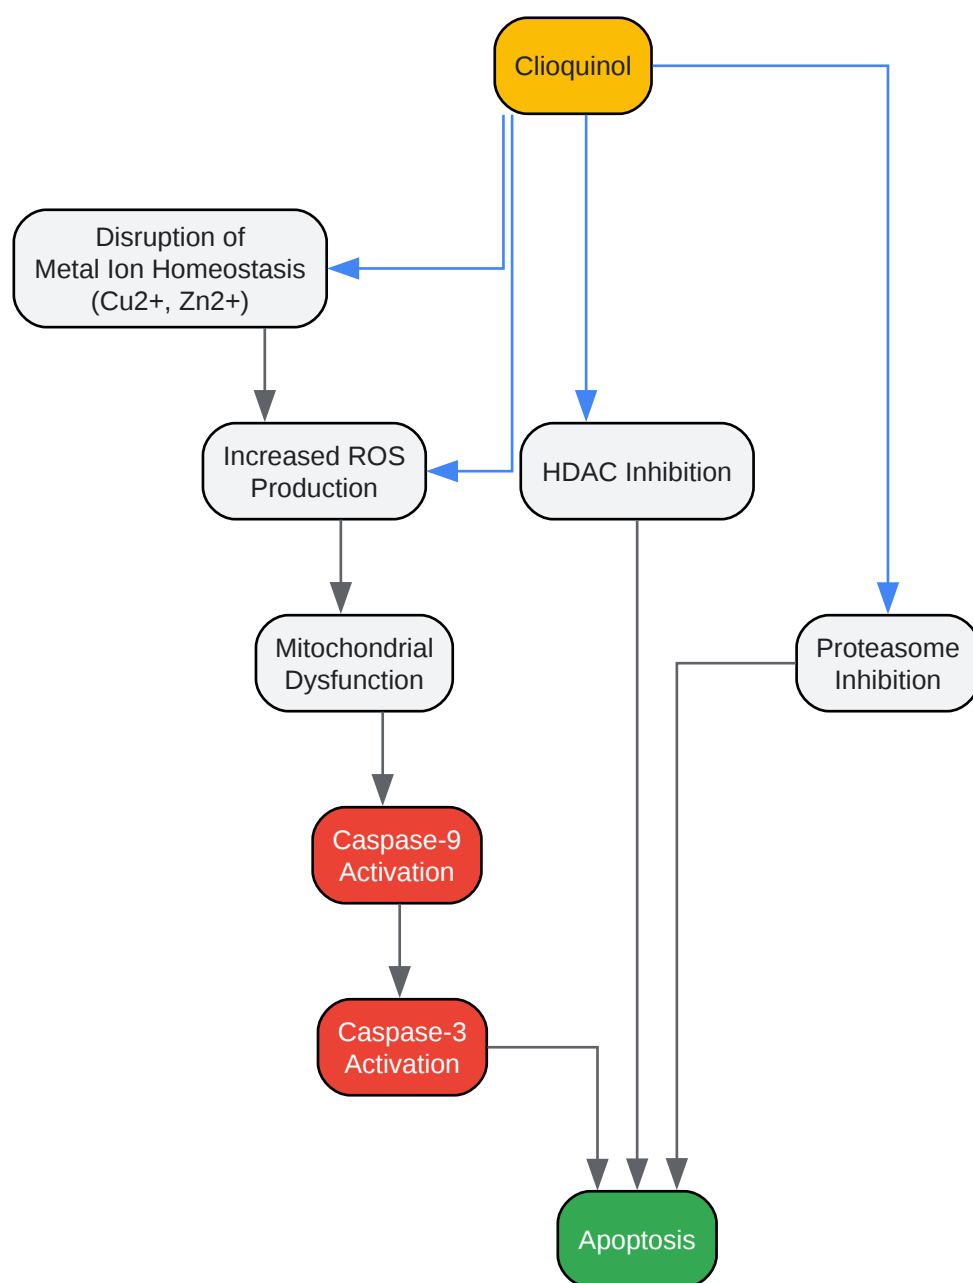 Clioquinol
Disruption of
Metal Ion Homeostasis
(Cu2+, Zn2+)
Increased ROS
Production
HDAC Inhibition
Mitochondrial
Dysfunction
Proteasome
Inhibition
Caspase-9
Activation
Caspase-3
Activation
Apoptosis